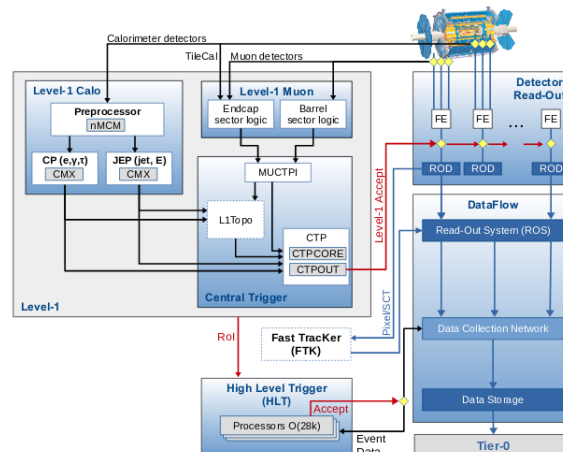 Calorimeter detectors
TileCal
Muon detectors
Level-1 Calo
Preprocessor
nMCM
CP (e,γ,τ)
CMX
JEP (jet, E)
CMX
Level-1 Muon
Endcap
sector logic
Barrel
sector logic
Detector
Read-Out
FE
FE
...
FE
ROD
ROD
ROD
MUCTPI
L1Topo
CTP
CTPCORE
CTPOUT
Central Trigger
Level-1
Level-1 Accept
Pixel/SCT
DataFlow
Read-Out System (ROS)
Data Collection Network
Data Storage
RoI
Fast TracKer
(FTK)
High Level Trigger
(HLT)
Accept
Processors O(28k)
Event
Data
Tier-0